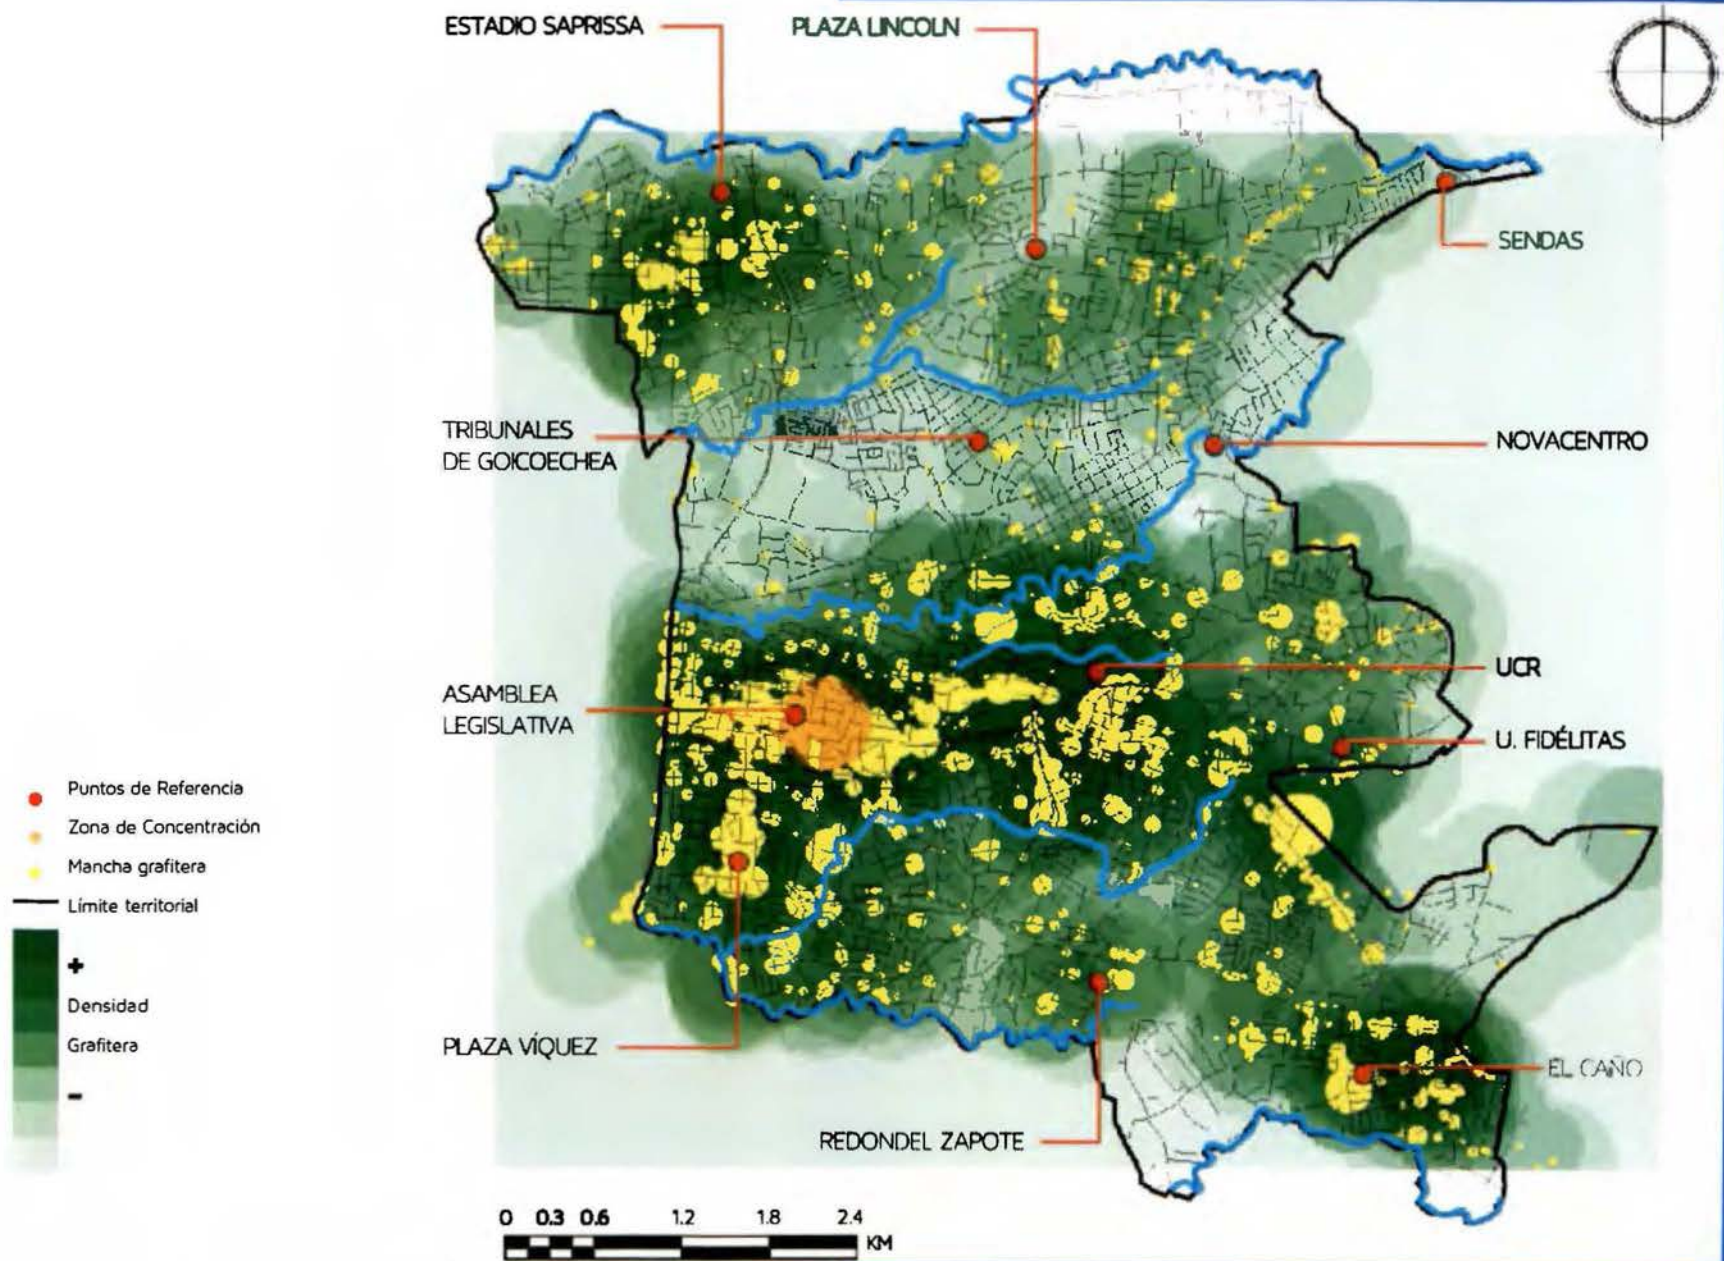 ESTADIO SAPRISSA
PLAZA LINCOLN
SENDAS
TRIBUNALES
DE GOICOECHEA
NOVACENTRO
UCR
ASAMBLEA
LEGISLATIVA
U. FIDÉLITAS
Puntos de Referencia
Zona de Concentración
Mancha grafitera
Límite territorial
+
Densidad
Grafitera
-
PLAZA VÍQUEZ
EL CAÑO
REDONDEL ZAPOTE
0 0.3 0.6 1.2 1.8 2.4
KM